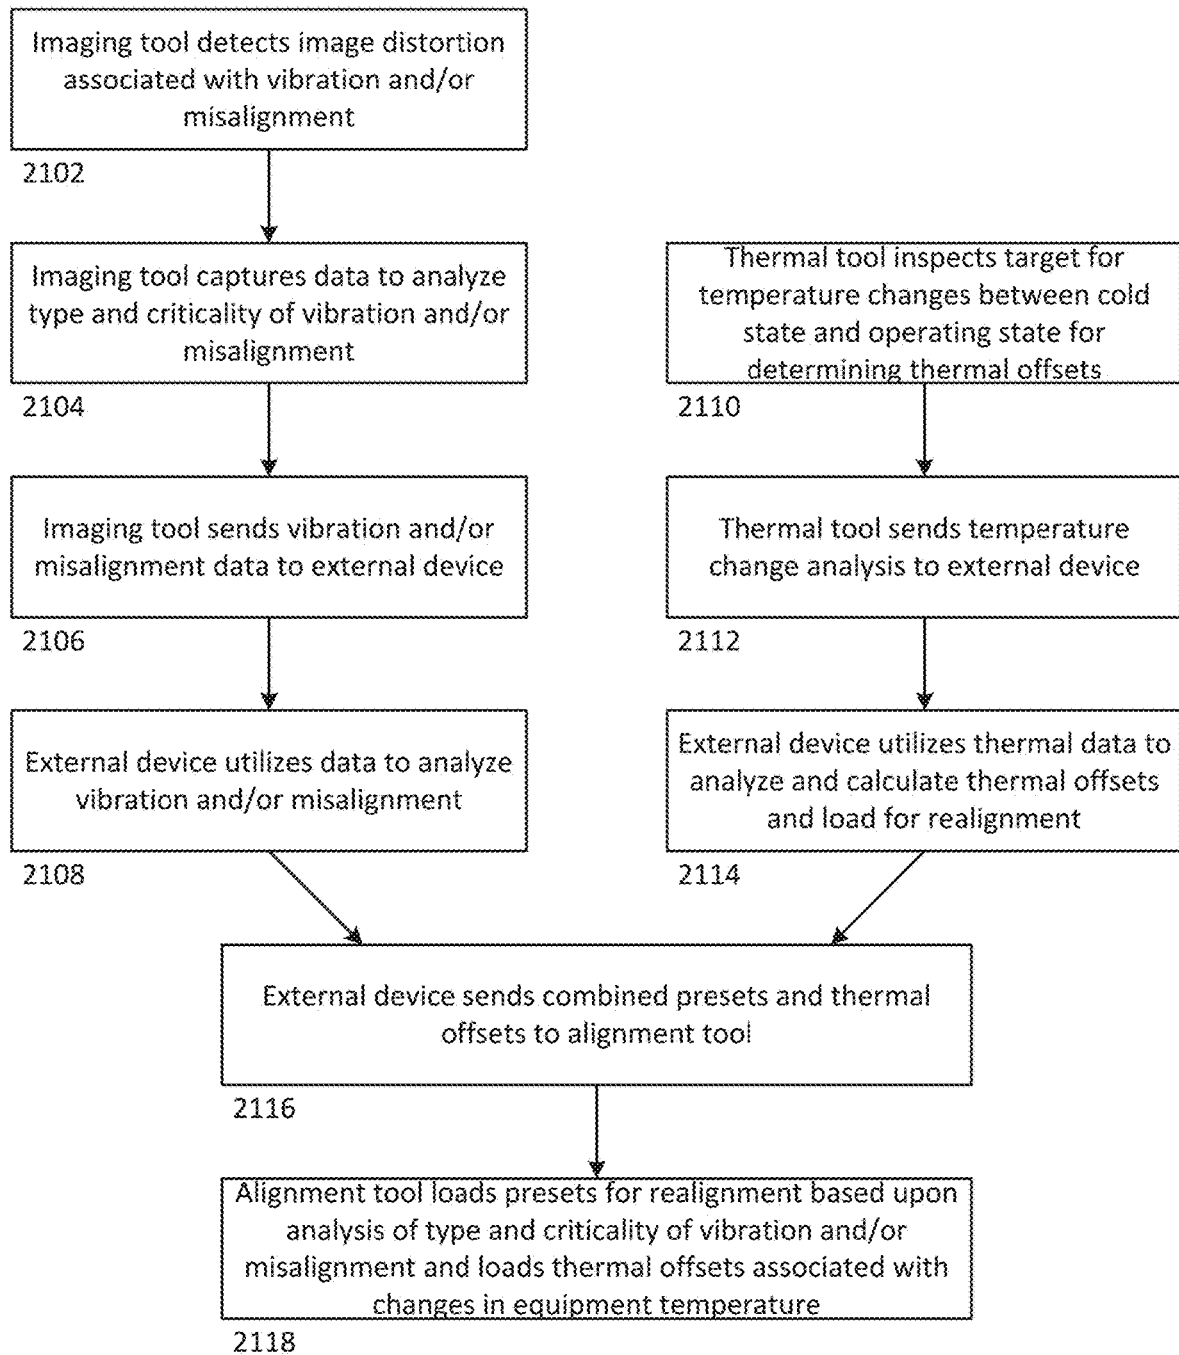 Imaging tool detects image distortion
associated with vibration and/or
misalignment
2102
Imaging tool captures data to analyze
type and criticality of vibration and/or
misalignment
2104
Imaging tool sends vibration and/or
misalignment data to external device
2106
External device utilizes data to analyze
vibration and/or misalignment
2108
Thermal tool inspects target for
temperature changes between cold
state and operating state for
determining thermal offsets
2110
Thermal tool sends temperature
change analysis to external device
2112
External device utilizes thermal data to
analyze and calculate thermal offsets
and load for realignment
2114
External device sends combined presets and thermal
offsets to alignment tool
2116
Alignment tool loads presets for realignment based upon
analysis of type and criticality of vibration and/or
misalignment and loads thermal offsets associated with
changes in equipment temperature
2118